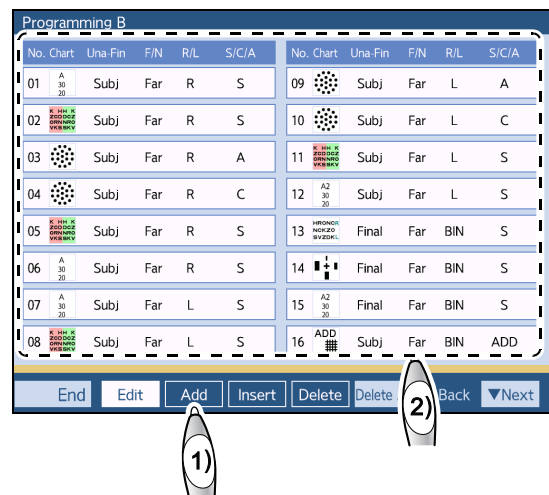 Programming B
No. Chart Una-Fin F/N R/L S/C/A
01 A 30 20 Subj Far R S
02 K HH K ZCODCZ ORNNRO VKSSKV Subj Far R S
03 Subj Far R A
04 Subj Far R C
05 K HH K ZCODCZ ORNNRO VKSSKV Subj Far R S
06 A 30 20 Subj Far R S
07 A 30 20 Subj Far L S
08 K HH K ZCODCZ ORNNRO VKSSKV Subj Far L S
No. Chart Una-Fin F/N R/L S/C/A
09 Subj Far L A
10 Subj Far L C
11 K HH K ZCODCZ ORNNRO VKSSKV Subj Far L S
12 A2 30 20 Subj Far L S
13 HRONCR NCKZO SVZDKL Final Far BIN S
14 Final Far BIN S
15 A2 30 20 Final Far BIN S
16 ADD Subj Far BIN ADD
End Edit Add Insert Delete Delete Back ▼Next
1) 2)